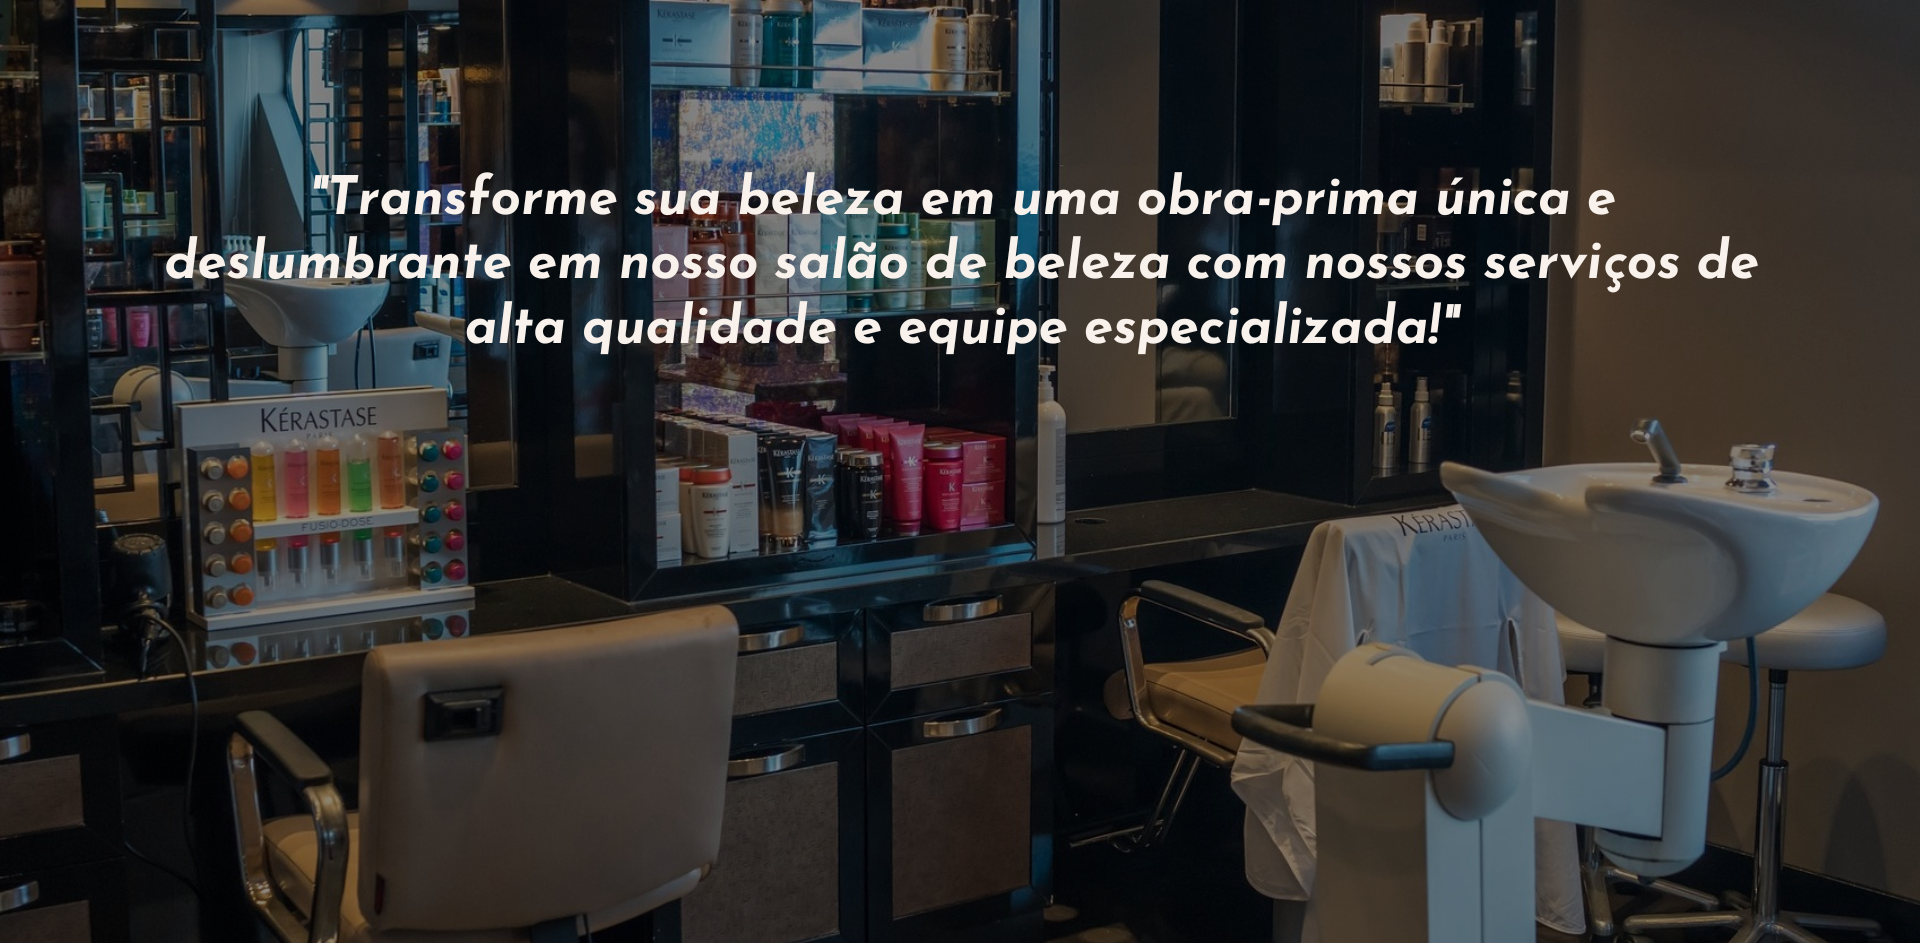 "Transforme sua beleza em uma obra-prima única e
deslumbrante em nosso salão de beleza com nossos serviços de
alta qualidade e equipe especializada!"
KÉRASTASE
PARIS
FUSIO-DOSE
KÉRASTASE
PARIS